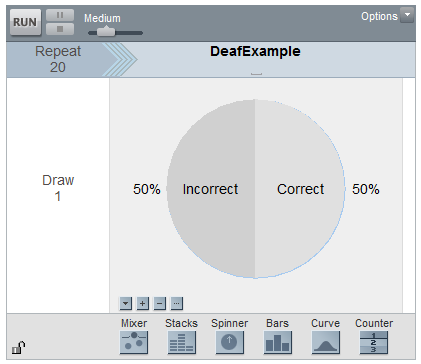 RUN
Medium
Options
Repeat
20
DeafExample
Draw
1
50% Incorrect Correct 50%
Mixer Stacks Spinner Bars Curve Counter
1
2
3